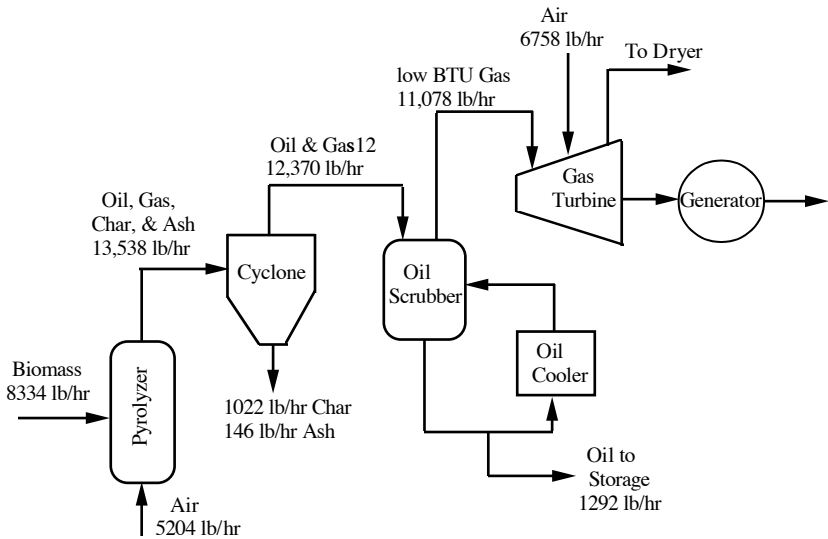 Air
6758 lb/hr
To Dryer
low BTU Gas
11,078 lb/hr
Oil & Gas12
12,370 lb/hr
Gas
Turbine
Generator
Oil, Gas,
Char, & Ash
13,538 lb/hr
Cyclone
Oil
Scrubber
Oil
Cooler
Biomass
8334 lb/hr
Pyrolyzer
1022 lb/hr Char
146 lb/hr Ash
Oil to
Storage
1292 lb/hr
Air
5204 lb/hr